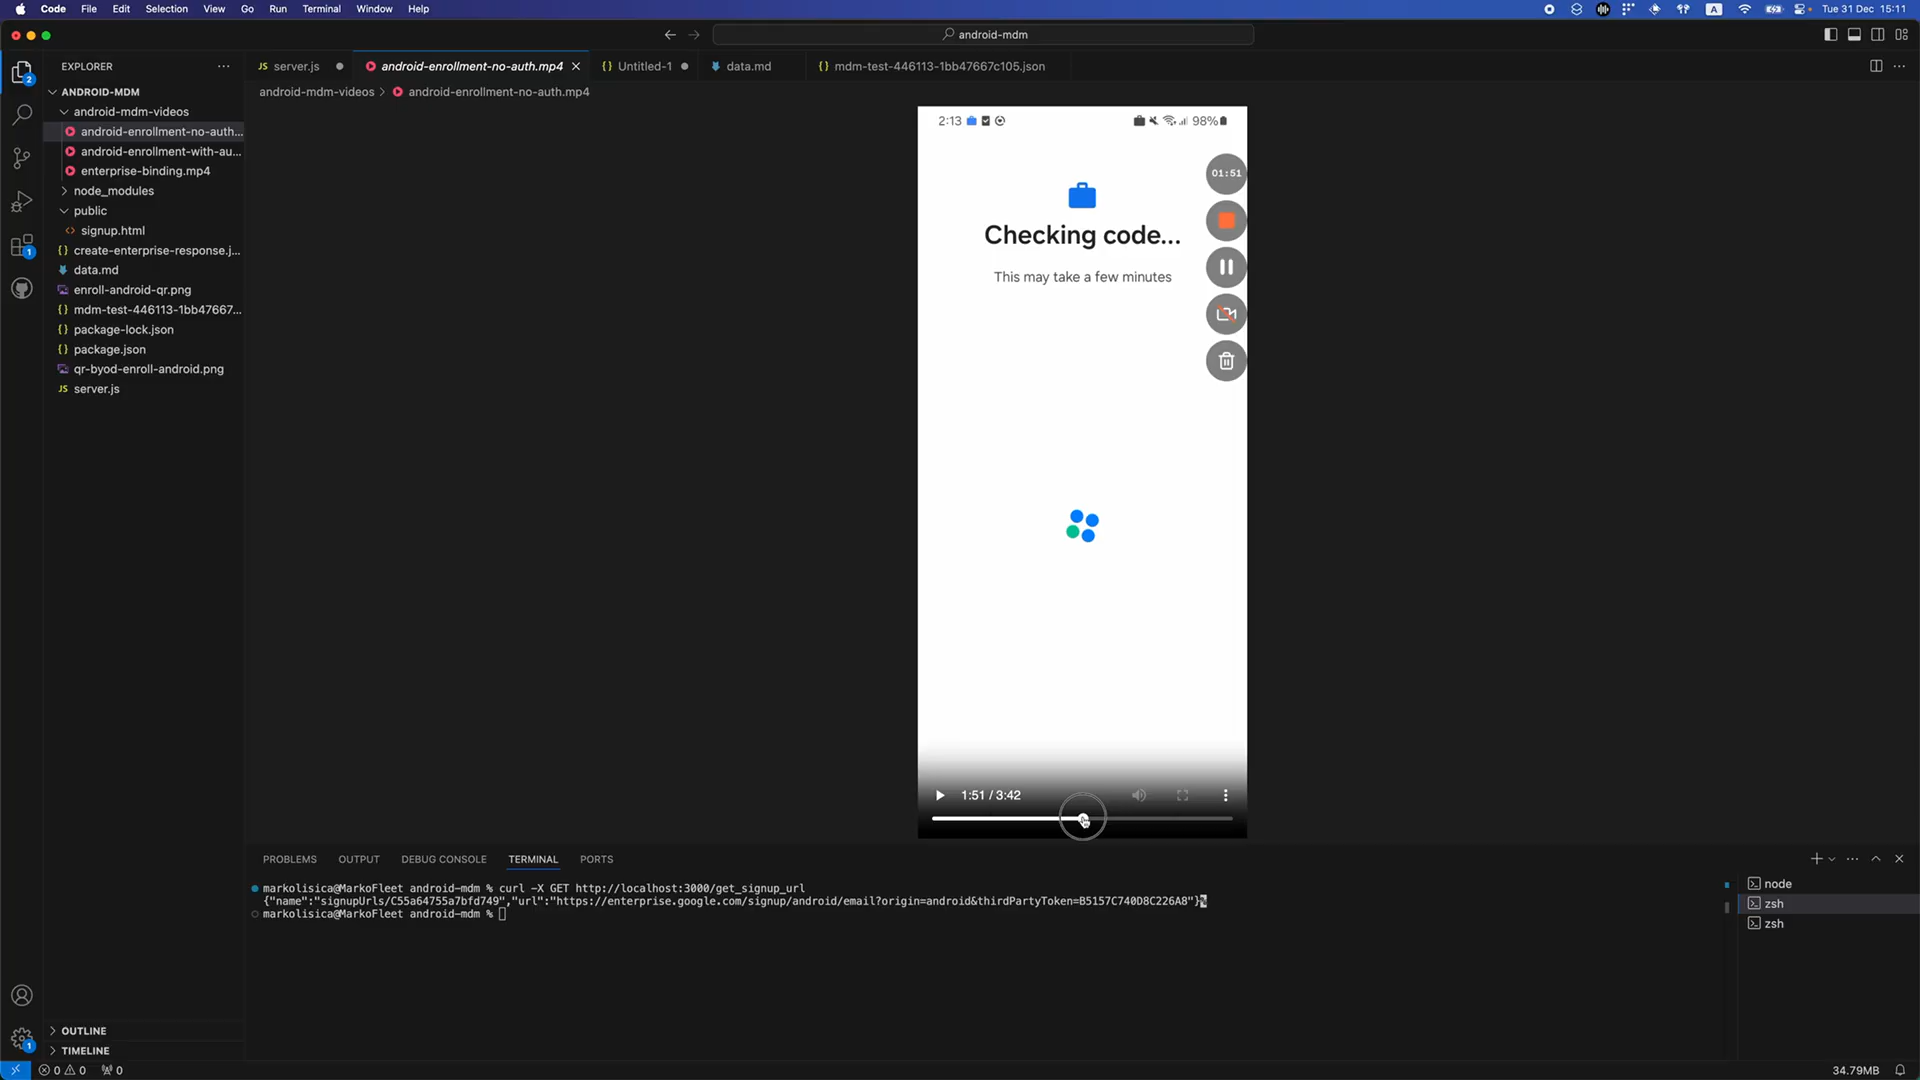 Code File Edit Selection View Go Run Terminal Window Help
A Tue 31 Dec 15:11
android-mdm
EXPLORER
ANDROID-MDM
android-mdm-videos
android-enrollment-no-auth...
android-enrollment-with-au...
enterprise-binding.mp4
node_modules
public
<> signup.html
{} create-enterprise-response.j...
data.md
enroll-android-qr.png
{} mdm-test-446113-1bb47667...
{} package-lock.json
{} package.json
qr-byod-enroll-android.png
JS server.js
OUTLINE
TIMELINE
2
1
1
JS server.js
android-enrollment-no-auth.mp4
{} Untitled-1
data.md
{} mdm-test-446113-1bb47667c105.json
android-mdm-videos > android-enrollment-no-auth.mp4
2:13
98%
01:51
Checking code...
This may take a few minutes
1:51 / 3:42
PROBLEMS OUTPUT DEBUG CONSOLE TERMINAL PORTS
markolisica@MarkoFleet android-mdm % curl -X GET http://localhost:3000/get_signup_url
{"name":"signupUrls/C55a64755a7bfd749","url":"https://enterprise.google.com/signup/android/email?origin=android&thirdPartyToken=B5157C740D8C226A8"}%
markolisica@MarkoFleet android-mdm %
node
zsh
zsh
0 0 0
34.79MB